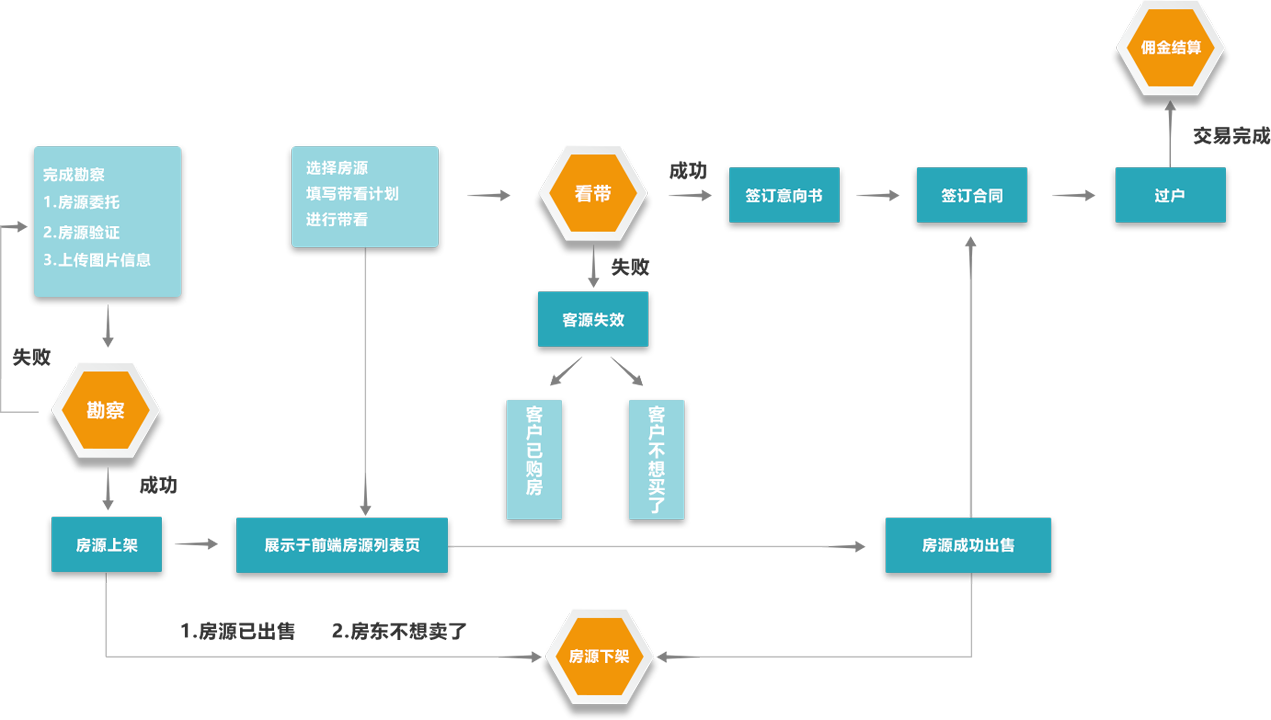 佣金结算
交易完成
完成勘察
1.房源委托
2.房源验证
3.上传图片信息
选择房源
填写带看计划
进行带看
看带
成功
签订意向书
签订合同
过户
失败
客源失效
失败
勘察
客户已购房
客户不想买了
成功
房源上架
展示于前端房源列表页
房源成功出售
1.房源已出售
2.房东不想卖了
房源下架